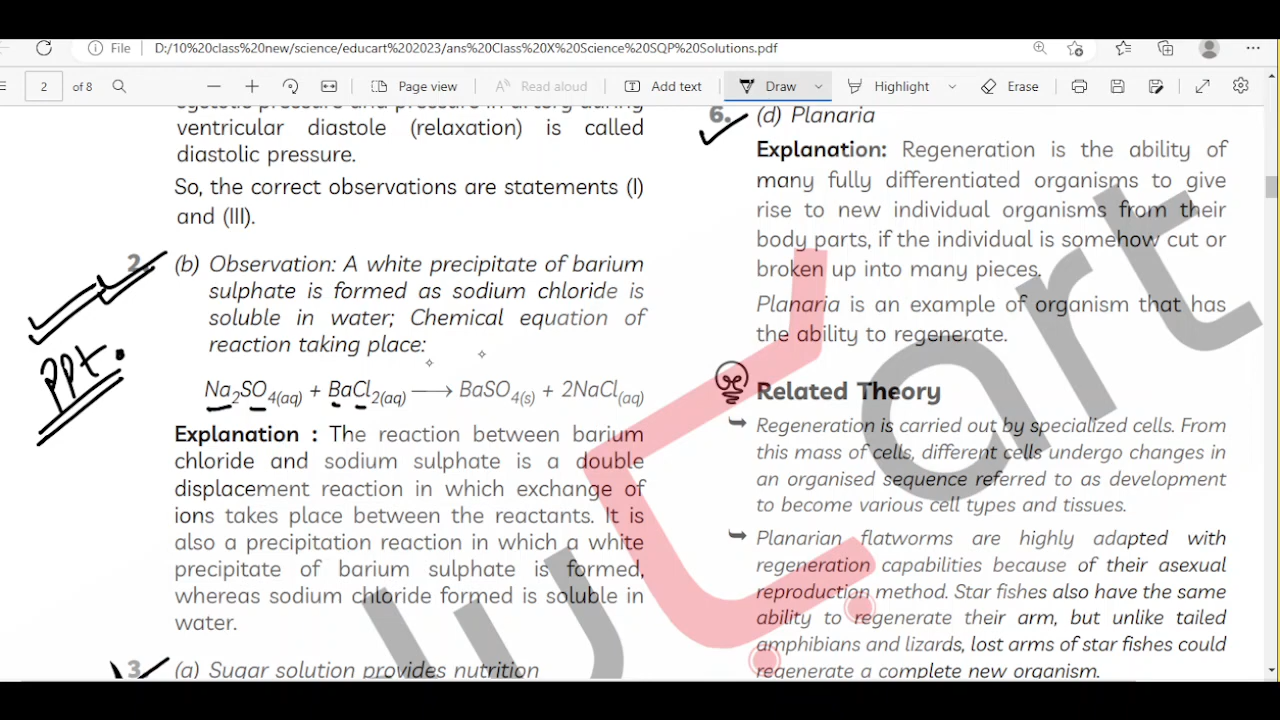 File
D:/10%20class%20new/science/educart%202023/ans%20Class%20X%20Science%20SQP%20Solutions.pdf
2 of 8
Page view
Read aloud
Add text
Draw
Highlight
Erase
systolic pressure and pressure in artery during
ventricular diastole (relaxation) is called
diastolic pressure.
So, the correct observations are statements (I)
and (III).
2. (b) Observation: A white precipitate of barium
sulphate is formed as sodium chloride is
soluble in water; Chemical equation of
reaction taking place:
PPt.
Na2SO4(aq) + BaCl2(aq) ⟶ BaSO4(s) + 2NaCl(aq)
Explanation : The reaction between barium
chloride and sodium sulphate is a double
displacement reaction in which exchange of
ions takes place between the reactants. It is
also a precipitation reaction in which a white
precipitate of barium sulphate is formed,
whereas sodium chloride formed is soluble in
water.
3 (a) Sugar solution provides nutrition
6. (d) Planaria
Explanation: Regeneration is the ability of
many fully differentiated organisms to give
rise to new individual organisms from their
body parts, if the individual is somehow cut or
broken up into many pieces.
Planaria is an example of organism that has
the ability to regenerate.
Related Theory
Regeneration is carried out by specialized cells. From
this mass of cells, different cells undergo changes in
an organised sequence referred to as development
to become various cell types and tissues.
Planarian flatworms are highly adapted with
regeneration capabilities because of their asexual
reproduction method. Star fishes also have the same
ability to regenerate their arm, but unlike tailed
amphibians and lizards, lost arms of star fishes could
regenerate a complete new organism.